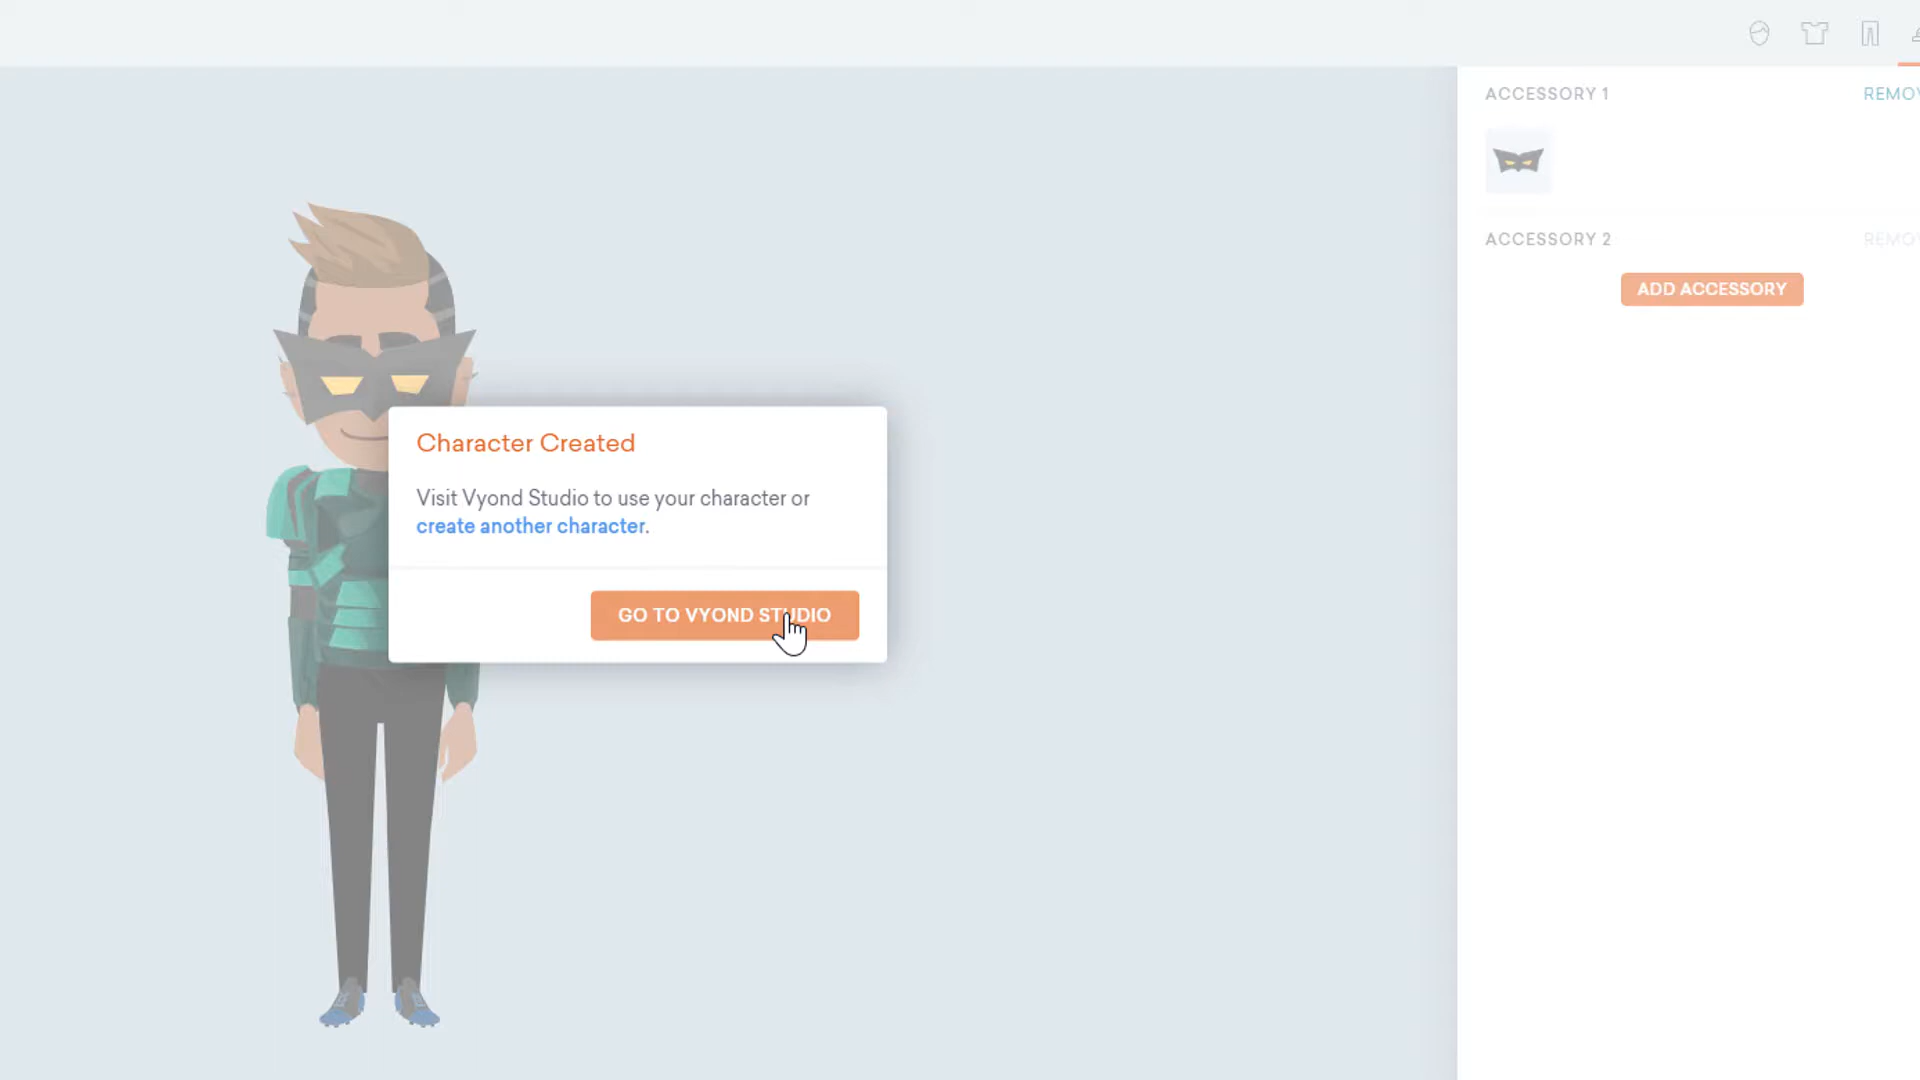 ACCESSORY 1
ACCESSORY 2
ADD ACCESSORY
Character Created
Visit Vyond Studio to use your character or
create another character.
GO TO VYOND STUDIO